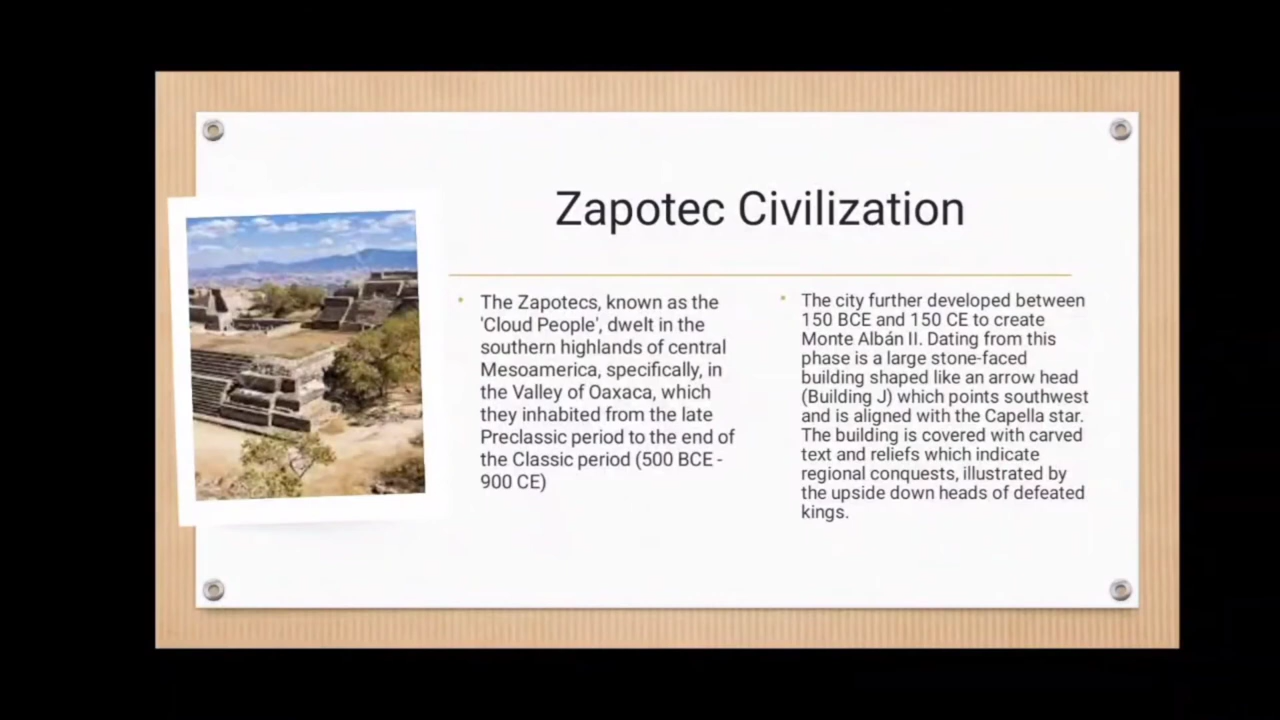 Zapotec Civilization
The Zapotecs, known as the
'Cloud People', dwelt in the
southern highlands of central
Mesoamerica, specifically, in
the Valley of Oaxaca, which
they inhabited from the late
Preclassic period to the end of
the Classic period (500 BCE -
900 CE)
The city further developed between
150 BCE and 150 CE to create
Monte Albán II. Dating from this
phase is a large stone-faced
building shaped like an arrow head
(Building J) which points southwest
and is aligned with the Capella star.
The building is covered with carved
text and reliefs which indicate
regional conquests, illustrated by
the upside down heads of defeated
kings.